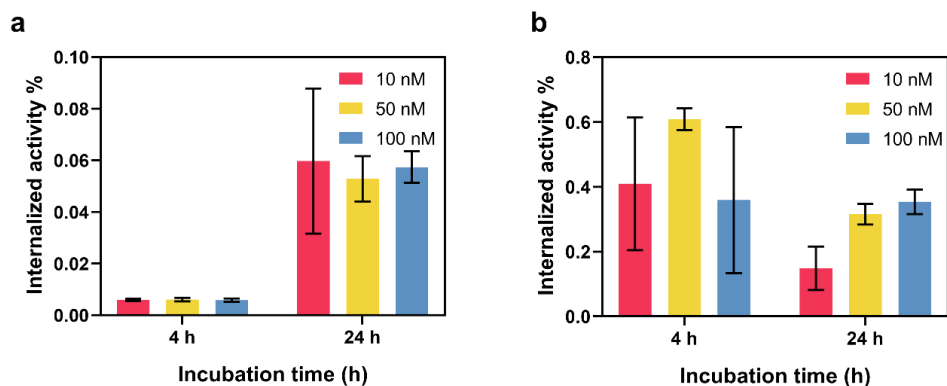 a
Internalized activity %
0.10
0.08
0.06
0.04
0.02
0.00
10 nM
50 nM
100 nM
4 h
24 h
Incubation time (h)
b
Internalized activity %
0.8
0.6
0.4
0.2
0.0
10 nM
50 nM
100 nM
4 h
24 h
Incubation time (h)